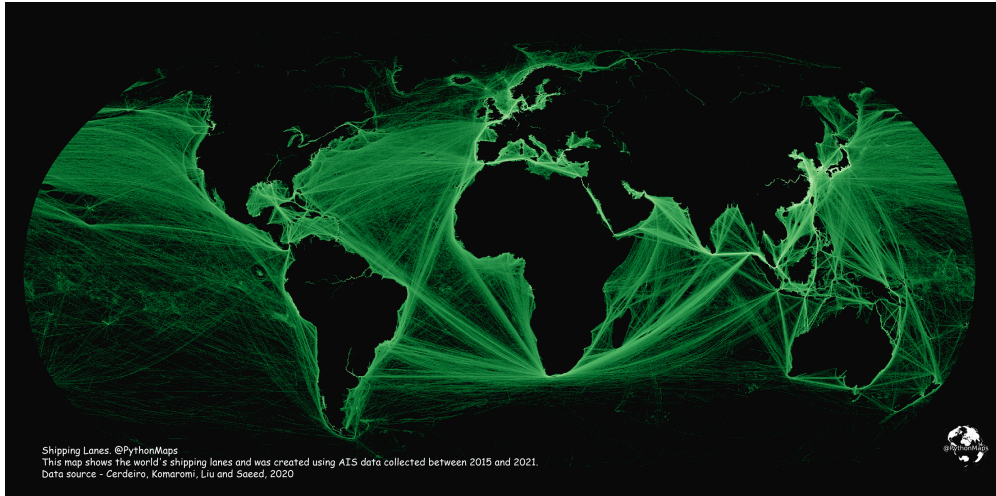 Shipping Lanes. @PythonMaps
This map shows the world's shipping lanes and was created using AIS data collected between 2015 and 2021.
Data source - Cerdeiro, Komaromi, Liu and Saeed, 2020
@PythonMaps